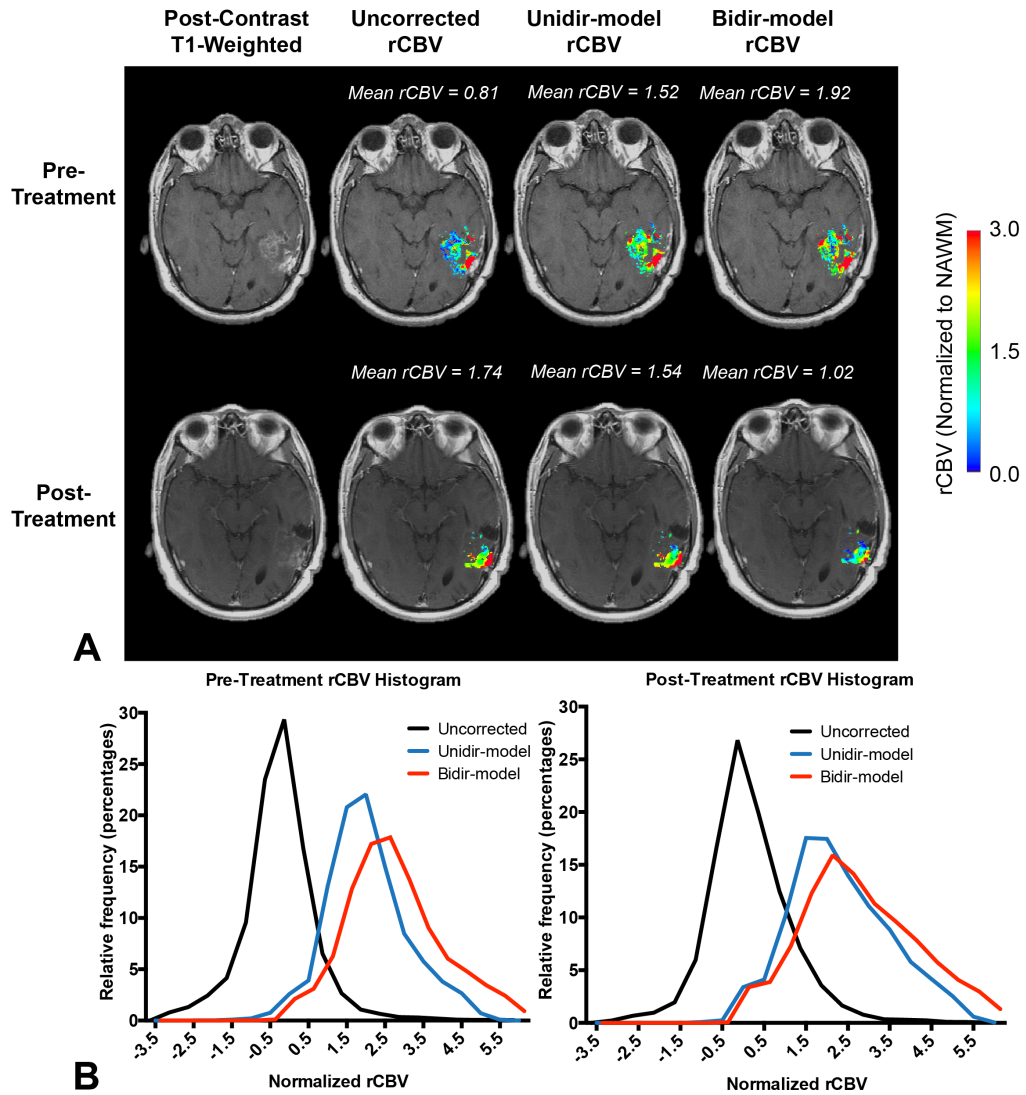 Post-Contrast
T1-Weighted
Uncorrected
rCBV
Unidir-model
rCBV
Bidir-model
rCBV
Pre-
Treatment
Mean rCBV = 0.81
Mean rCBV = 1.52
Mean rCBV = 1.92
Post-
Treatment
Mean rCBV = 1.74
Mean rCBV = 1.54
Mean rCBV = 1.02
rCBV (Normalized to NAWM)
3.0
1.5
0.0
A
Pre-Treatment rCBV Histogram
Relative frequency (percentages)
30
25
20
15
10
5
0
Uncorrected
Unidir-model
Bidir-model
-3.5
-2.5
-1.5
-0.5
0.5
1.5
2.5
3.5
4.5
5.5
Normalized rCBV
Post-Treatment rCBV Histogram
Relative frequency (percentages)
30
25
20
15
10
5
0
Uncorrected
Unidir-model
Bidir-model
-3.5
-2.5
-1.5
-0.5
0.5
1.5
2.5
3.5
4.5
5.5
Normalized rCBV
B